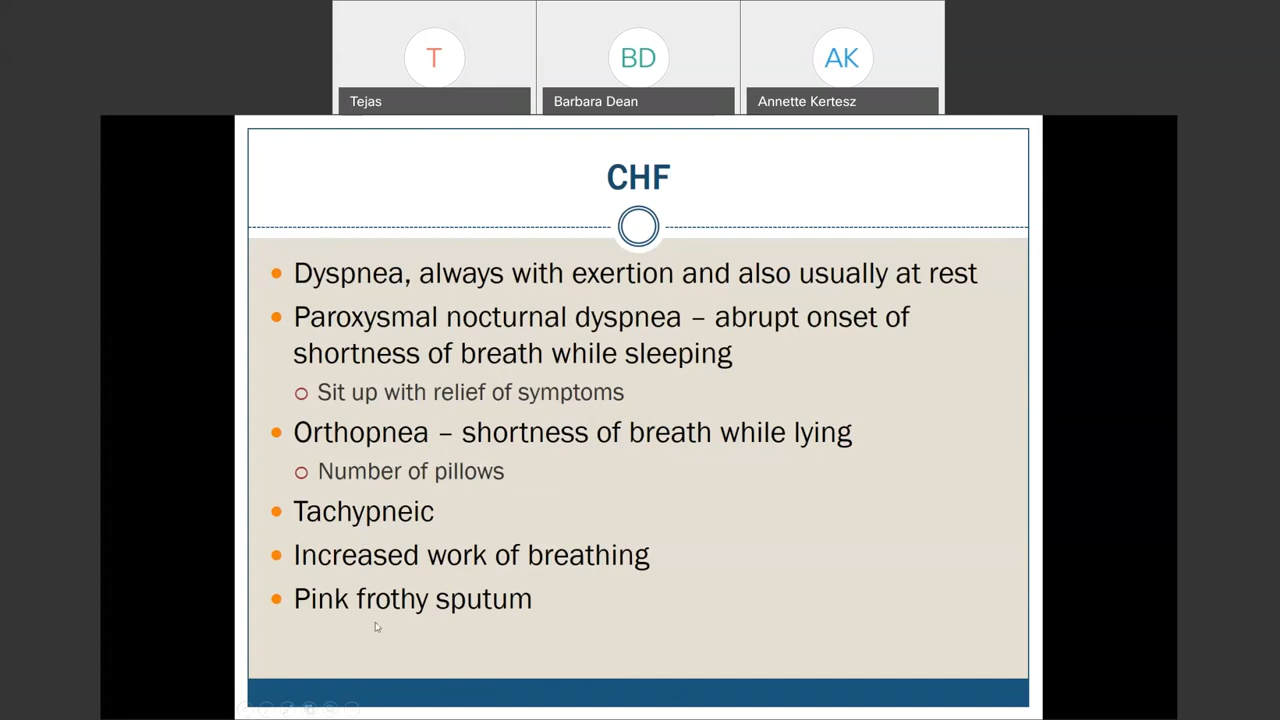 T
BD
AK
Tejas
Barbara Dean
Annette Kertesz
CHF
Dyspnea, always with exertion and also usually at rest
Paroxysmal nocturnal dyspnea – abrupt onset of
shortness of breath while sleeping
Sit up with relief of symptoms
Orthopnea – shortness of breath while lying
Number of pillows
Tachypneic
Increased work of breathing
Pink frothy sputum